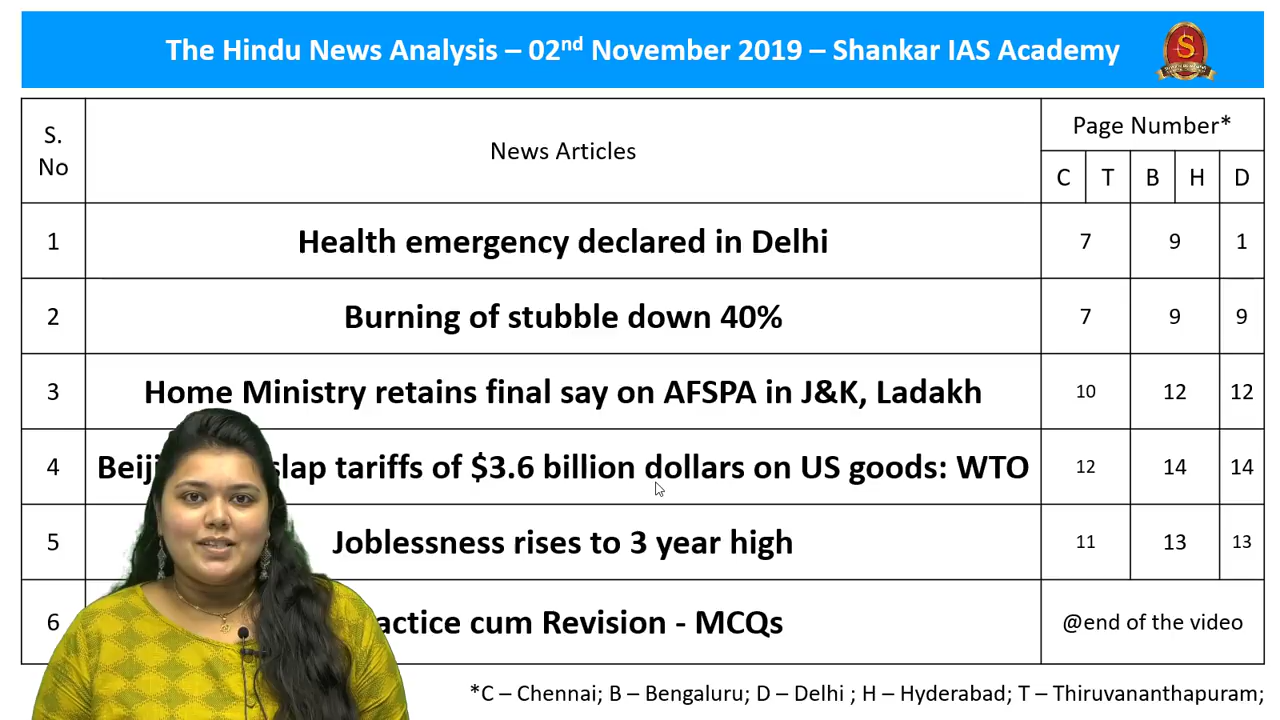 The Hindu News Analysis – 02nd November 2019 – Shankar IAS Academy
S
S. No
News Articles
Page Number*
C T B H D
1 Health emergency declared in Delhi 7 9 1
2 Burning of stubble down 40% 7 9 9
3 Home Ministry retains final say on AFSPA in J&K, Ladakh 10 12 12
4 Beiji slap tariffs of $3.6 billion dollars on US goods: WTO 12 14 14
5 Joblessness rises to 3 year high 11 13 13
6 actice cum Revision - MCQs @end of the video
*C – Chennai; B – Bengaluru; D – Delhi ; H – Hyderabad; T – Thiruvananthapuram;